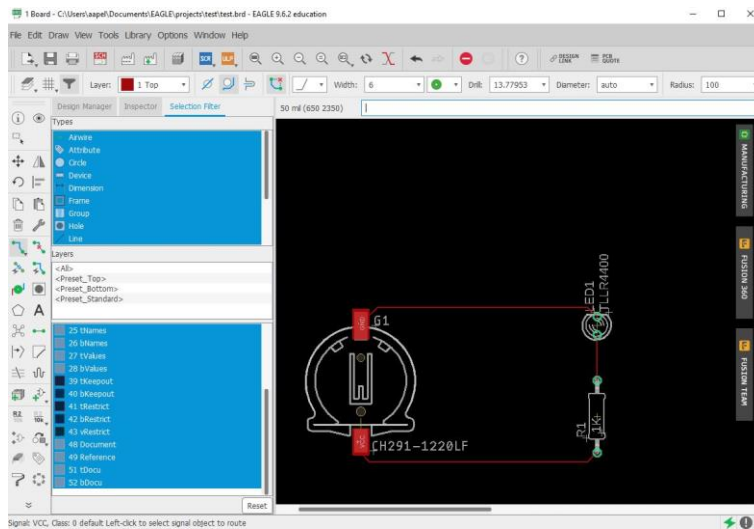 1 Board - C:\Users\aapel\Documents\EAGLE\projects\test\test.brd - EAGLE 9.6.2 education
File Edit Draw View Tools Library Options Window Help
SCR ULP DESIGN LINK PCB QUOTE
Layer: 1 Top Width: 6 Drill: 13.77953 Diameter: auto Radius: 100
Design Manager Inspector Selection Filter
50 mil (650 2350)
Types
Airwire
Attribute
Circle
Device
Dimension
Frame
Group
Hole
Line
Layers
<All>
<Preset_Top>
<Preset_Bottom>
<Preset_Standard>
25 tNames
26 bNames
27 tValues
28 bValues
39 tKeepout
40 bKeepout
41 tRestrict
42 bRestrict
43 vRestrict
48 Document
49 Reference
51 tDocu
52 bDocu
Reset
G1
CH291-1220LF
VCC
LED1
TLLR4400
R1
1K
MANUFACTURING
FUSION 360
FUSION TEAM
Signal: VCC, Class: 0 default Left-click to select signal object to route